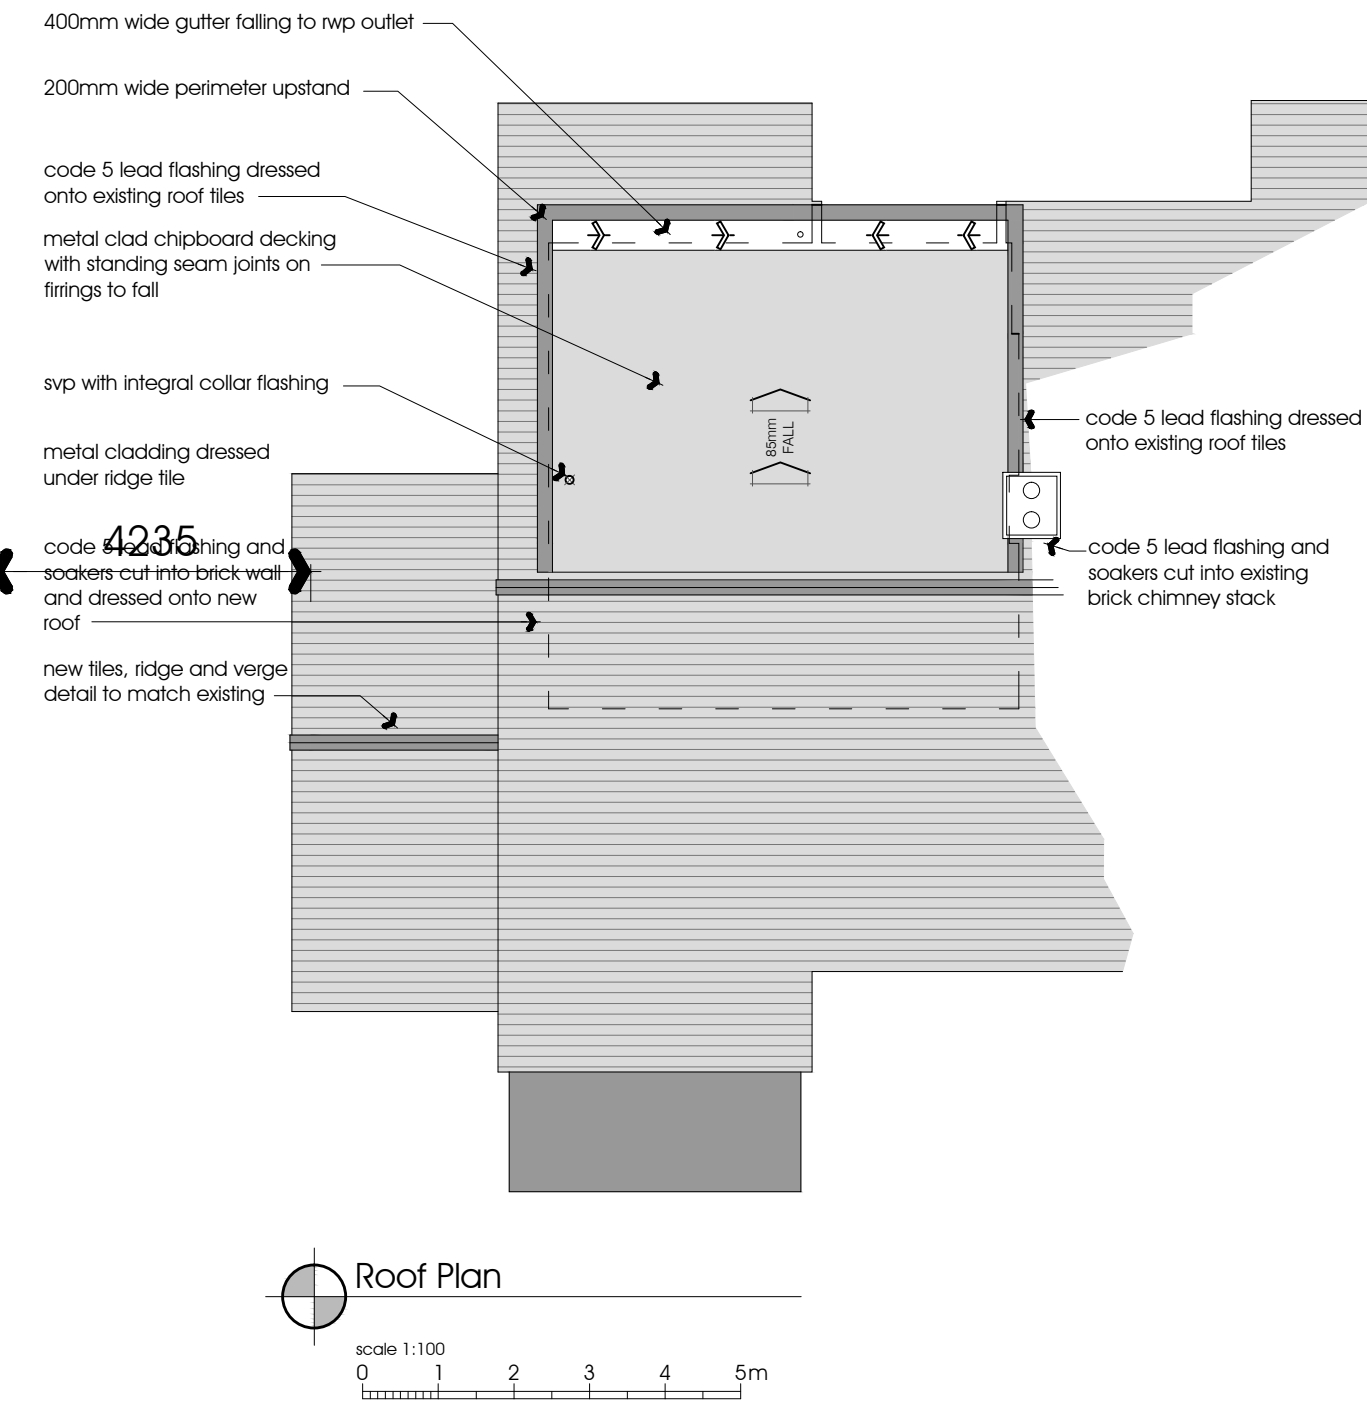 400mm wide gutter falling to rwp outlet
200mm wide perimeter upstand
code 5 lead flashing dressed
onto existing roof tiles
metal clad chipboard decking
with standing seam joints on
firrings to fall
svp with integral collar flashing
metal cladding dressed
under ridge tile
4235
code 5 lead flashing and
soakers cut into brick wall
and dressed onto new
roof
new tiles, ridge and verge
detail to match existing
85mm
FALL
code 5 lead flashing dressed
onto existing roof tiles
code 5 lead flashing and
soakers cut into existing
brick chimney stack
Roof Plan
scale 1:100
0 1 2 3 4 5m